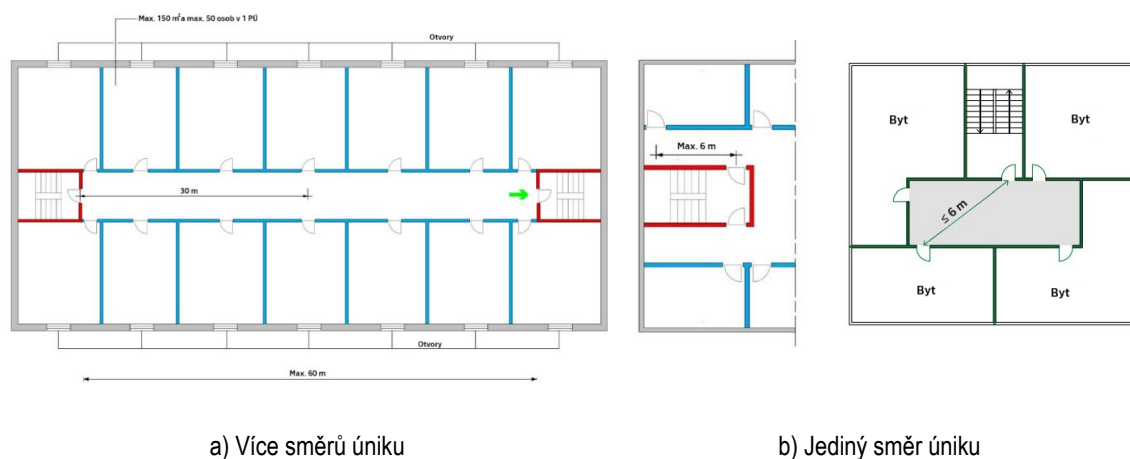 Max. 150 m² a max. 50 osob v 1 PÚ
Otvory
30 m
Otvory
Max. 60 m
Max. 6 m
Byt
Byt
≤ 6 m
Byt
Byt
a) Více směrů úniku
b) Jediný směr úniku